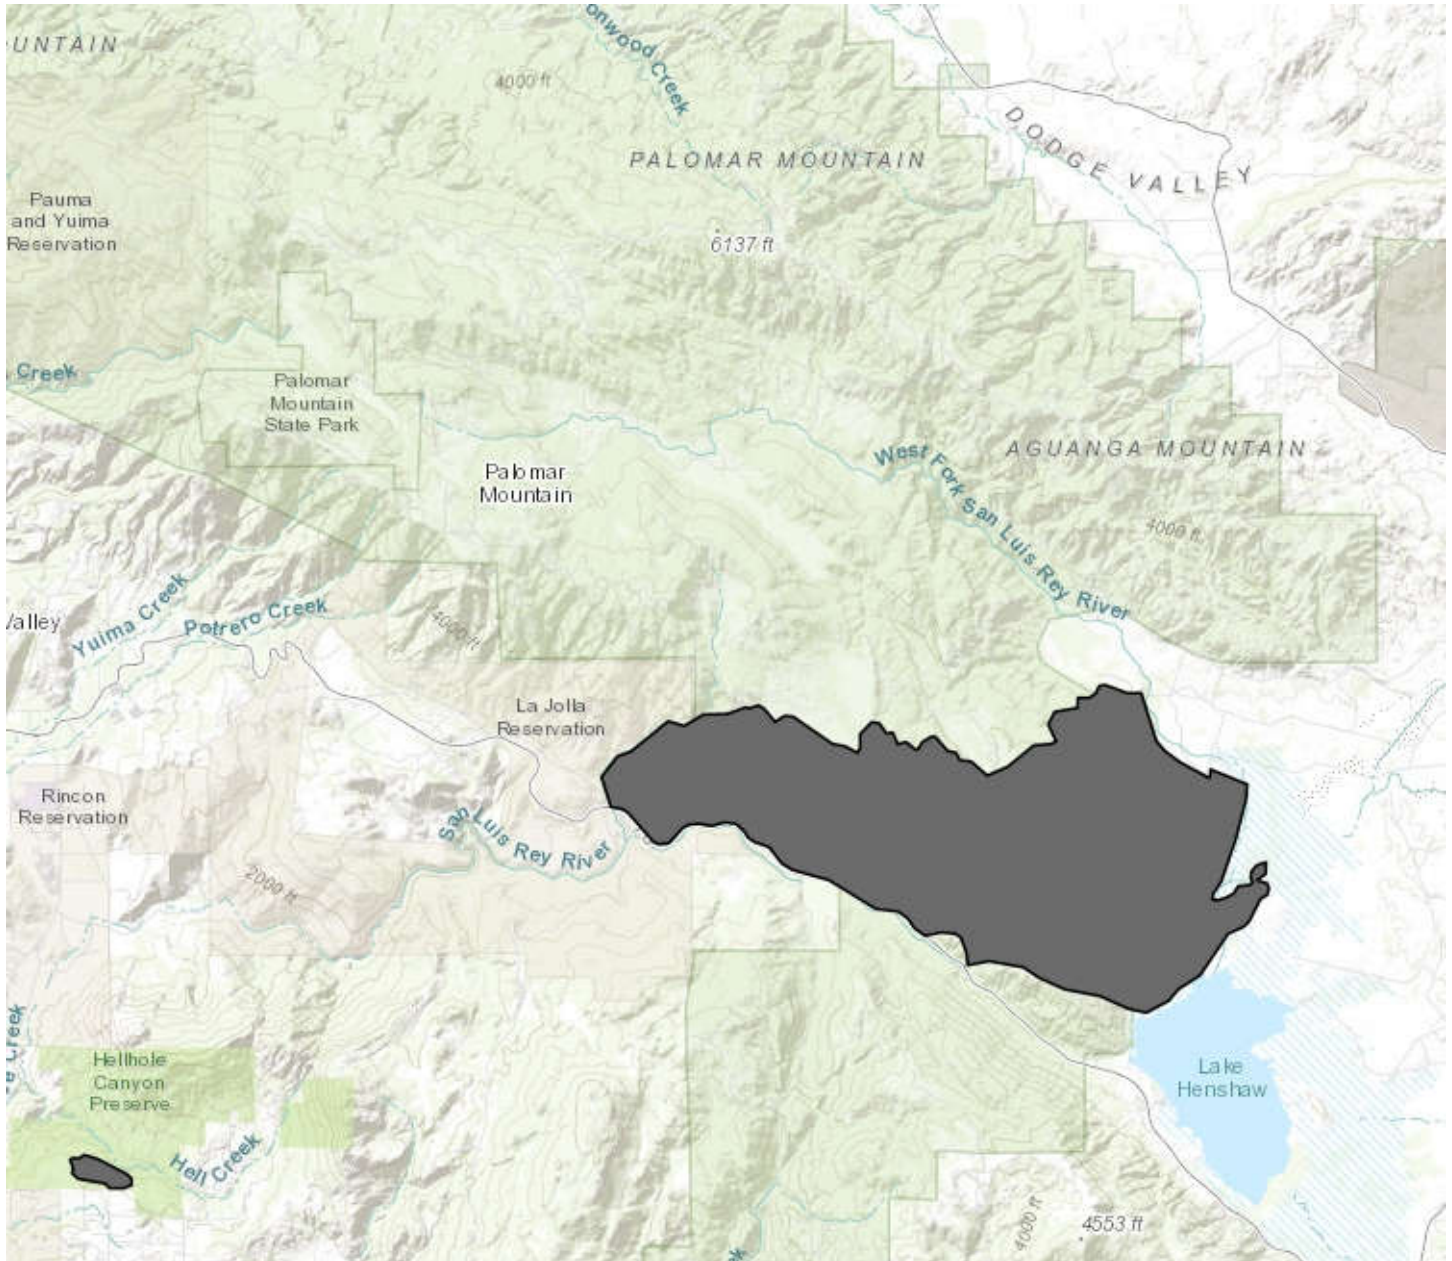 UNTAIN
onwood Creek
4000 ft
DODGE VALLEY
PALOMAR MOUNTAIN
Pauma
and Yuima
Reservation
6137 ft
Creek
Palomar
Mountain
State Park
AGUANGA MOUNTAIN
West Fork San Luis Rey River
Palomar
Mountain
4000 ft
Yuima Creek
Potrero Creek
4000 ft
Valley
La Jolla
Reservation
Rincon
Reservation
San Luis Rey River
2000 ft
Hellhole
Canyon
Preserve
Lake
Henshaw
Hell Creek
4000 ft
4553 ft